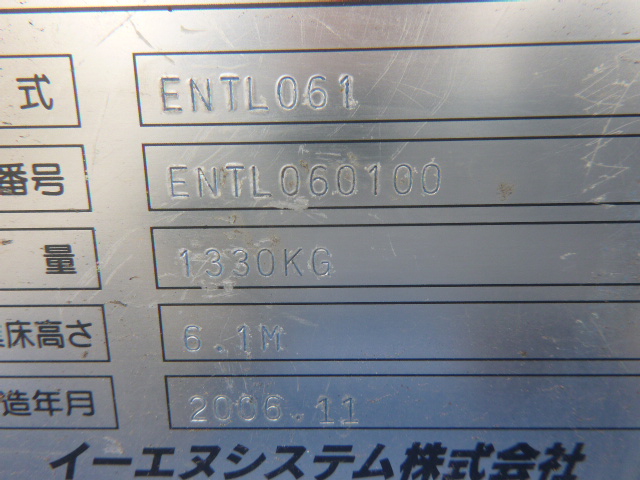 式 ENTL061
番号 ENTL060100
量 1330KG
床高さ 6.1M
造年月 2006.11
イーエヌシステム株式会社